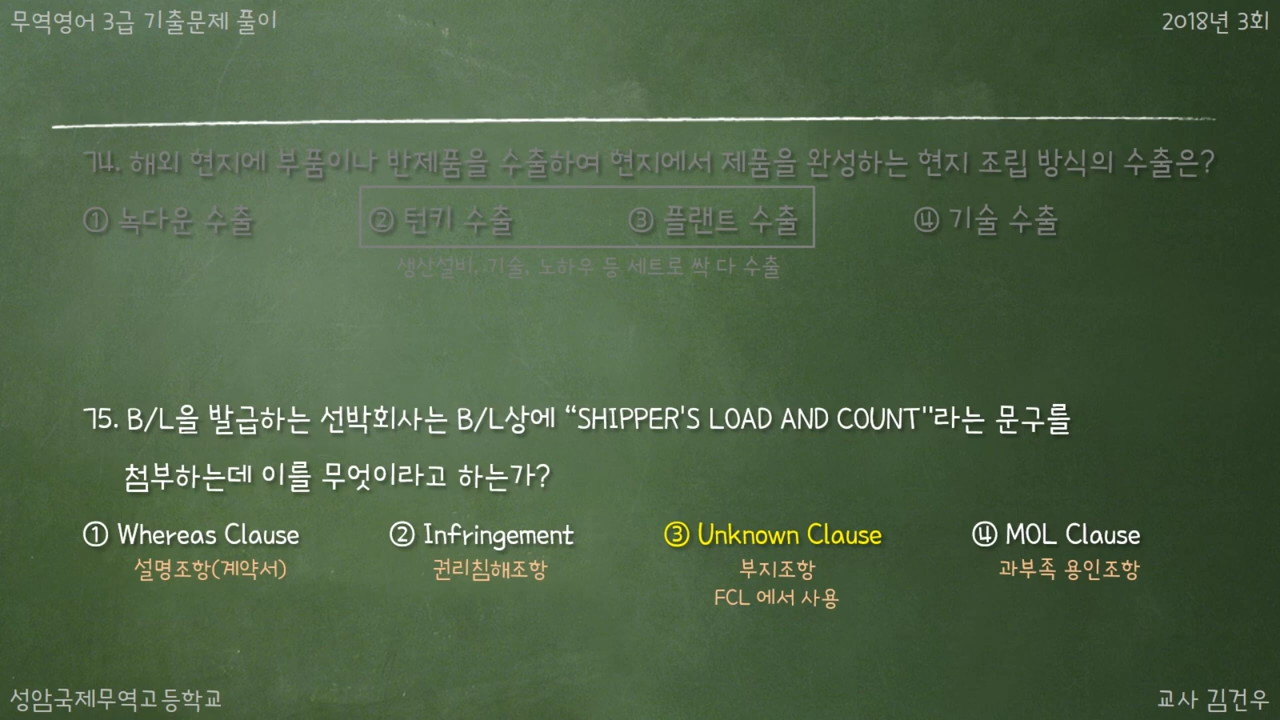 무역영어 3급 기출문제 풀이
2018년 3회
74. 해외 현지에 부품이나 반제품을 수출하여 현지에서 제품을 완성하는 현지 조립 방식의 수출은?
① 녹다운 수출 ② 턴키 수출 ③ 플랜트 수출 ④ 기술 수출
생산설비, 기술, 노하우 등 세트로 싹 다 수출
75. B/L을 발급하는 선박회사는 B/L상에 “SHIPPER'S LOAD AND COUNT"라는 문구를
첨부하는데 이를 무엇이라고 하는가?
① Whereas Clause ② Infringement ③ Unknown Clause ④ MOL Clause
설명조항(계약서) 권리침해조항 부지조항 과부족 용인조항
FCL 에서 사용
성암국제무역고등학교
교사 김건우